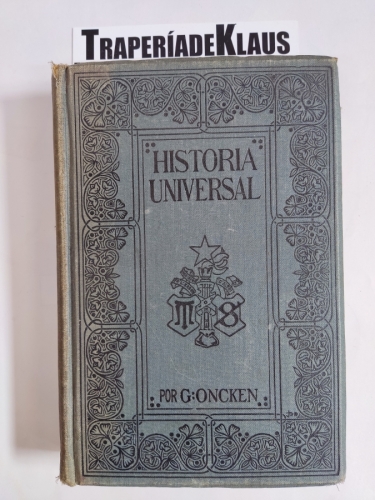 TRAPERÍADEKLAUS
HISTORIA
UNIVERSAL
M S
POR G:ONCKEN